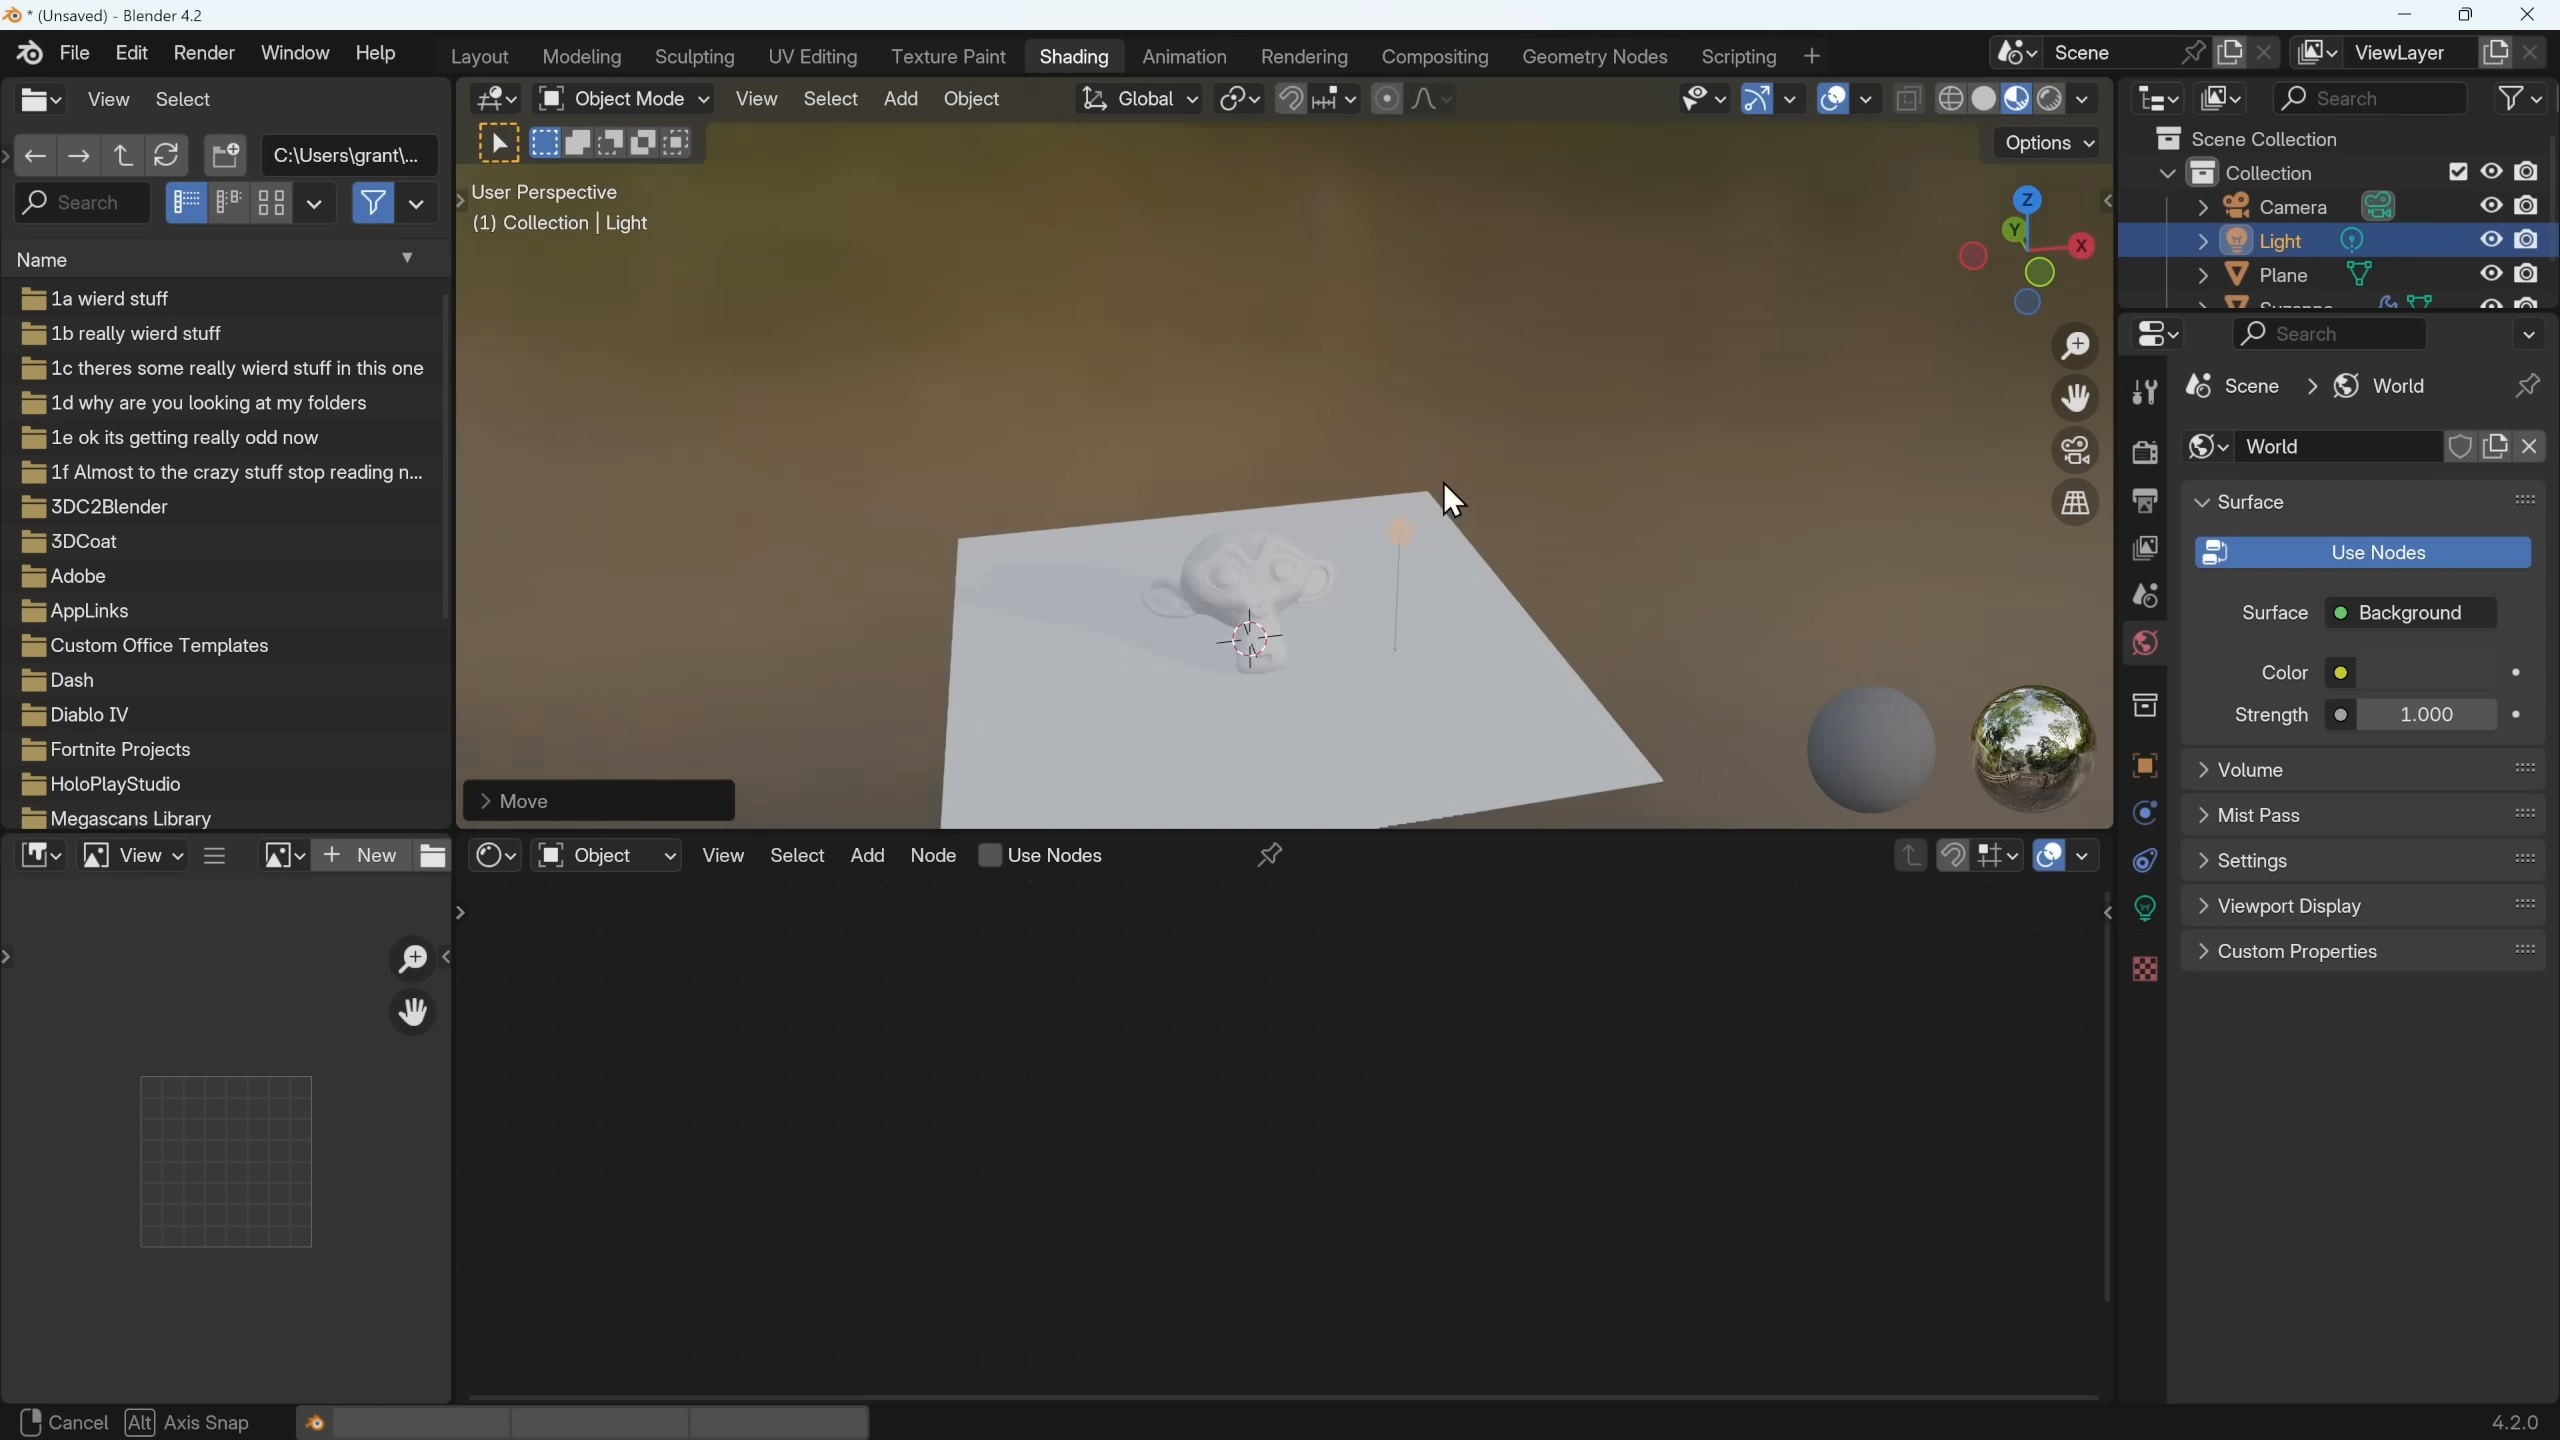 * (Unsaved) - Blender 4.2
File Edit Render Window Help
Layout Modeling Sculpting UV Editing Texture Paint Shading Animation Rendering Compositing Geometry Nodes Scripting +
Scene
ViewLayer
View Select
C:\Users\grant\...
Search
Name
1a wierd stuff
1b really wierd stuff
1c theres some really wierd stuff in this one
1d why are you looking at my folders
1e ok its getting really odd now
1f Almost to the crazy stuff stop reading n...
3DC2Blender
3DCoat
Adobe
AppLinks
Custom Office Templates
Dash
Diablo IV
Fortnite Projects
HoloPlayStudio
Megascans Library
Object Mode View Select Add Object
Global
Options
User Perspective
(1) Collection | Light
Z
Y
X
Move
Search
Scene Collection
Collection
Camera
Light
Plane
Search
Scene > World
World
Surface
Use Nodes
Surface Background
Color
Strength 1.000
Volume
Mist Pass
Settings
Viewport Display
Custom Properties
View
+ New
Object View Select Add Node Use Nodes
Cancel Alt Axis Snap
4.2.0